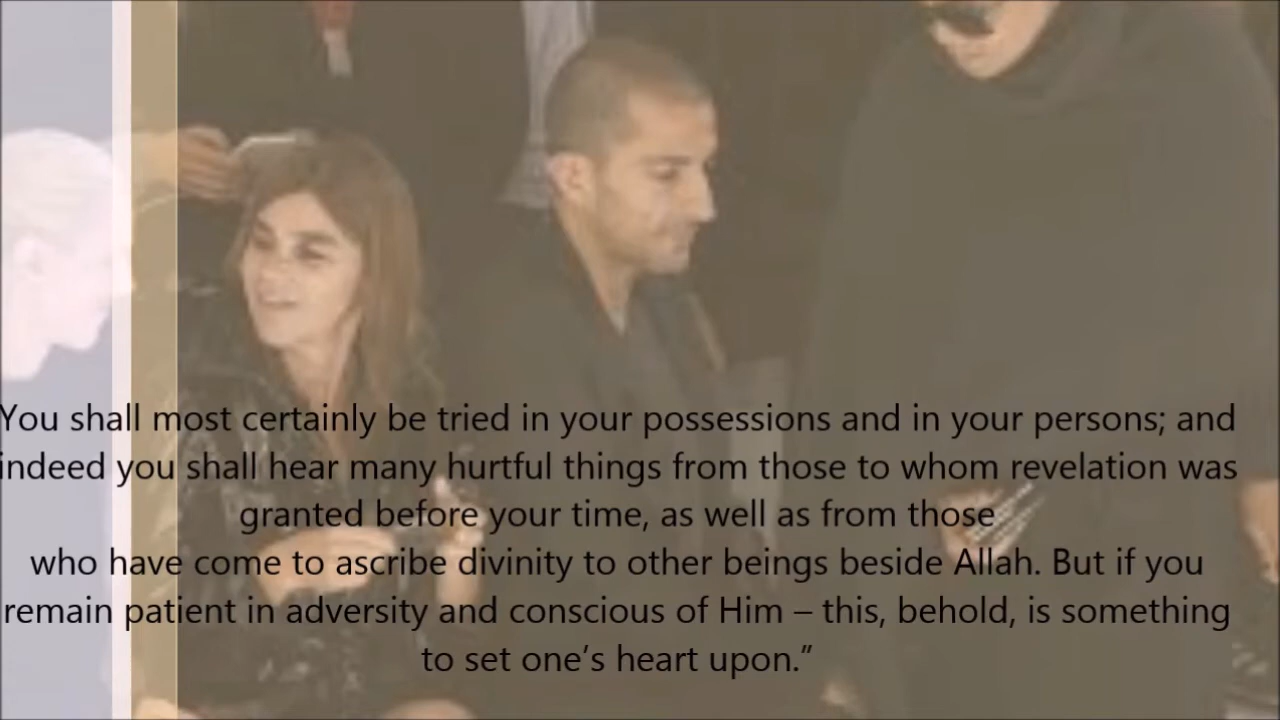 You shall most certainly be tried in your possessions and in your persons; and
indeed you shall hear many hurtful things from those to whom revelation was
granted before your time, as well as from those
who have come to ascribe divinity to other beings beside Allah. But if you
remain patient in adversity and conscious of Him – this, behold, is something
to set one’s heart upon.”